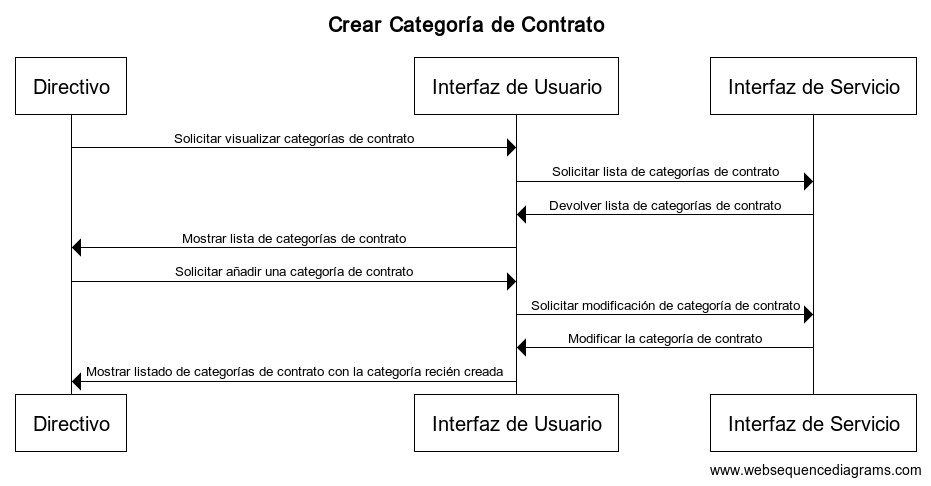 Crear Categoría de Contrato
Directivo
Interfaz de Usuario
Interfaz de Servicio
Solicitar visualizar categorías de contrato
Solicitar lista de categorías de contrato
Devolver lista de categorías de contrato
Mostrar lista de categorías de contrato
Solicitar añadir una categoría de contrato
Solicitar modificación de categoría de contrato
Modificar la categoría de contrato
Mostrar listado de categorías de contrato con la categoría recién creada
Directivo
Interfaz de Usuario
Interfaz de Servicio
www.websequencediagrams.com